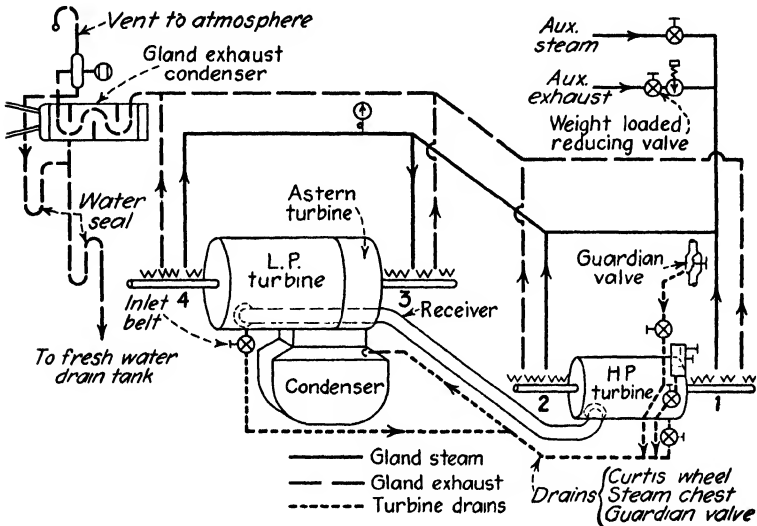 Vent to atmosphere
Gland exhaust
condenser
Aux.
steam
Aux.
exhaust
Weight loaded
reducing valve
Water
seal
Astern
turbine
L.P.
turbine
Guardian
valve
4
3
Inlet
belt
Receiver
To fresh water
drain tank
Condenser
HP
turbine
2
1
Gland steam
Gland exhaust
Turbine drains
Drains
Curtis wheel
Steam chest
Guardian valve